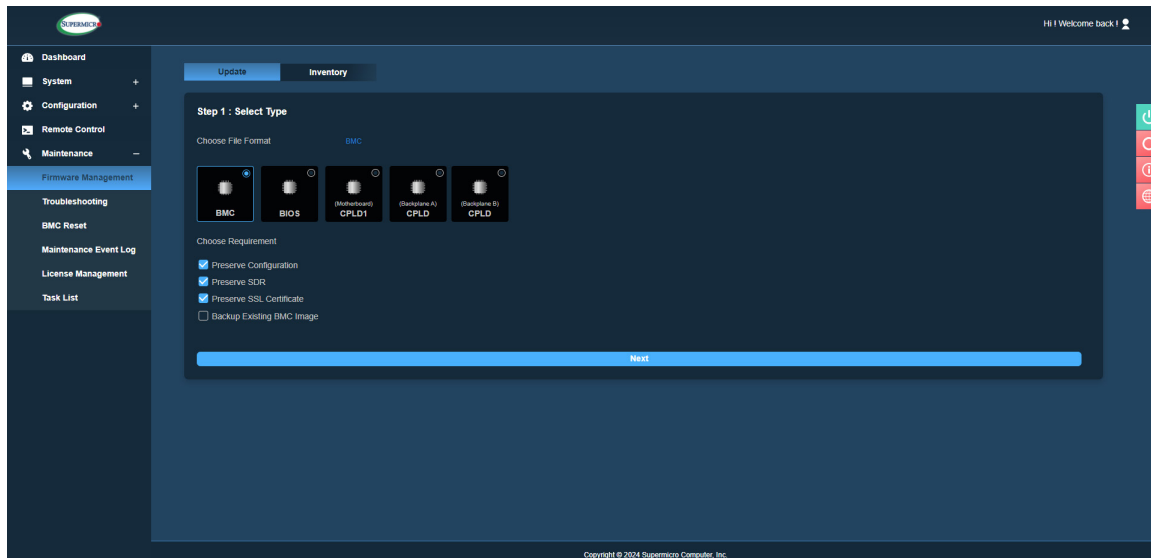 SUPERMICR
Hi ! Welcome back !
Dashboard
System +
Configuration +
Remote Control
Maintenance −
Firmware Management
Troubleshooting
BMC Reset
Maintenance Event Log
License Management
Task List
Update Inventory
Step 1 : Select Type
Choose File Format BMC
BMC
BIOS
(Motherboard)
CPLD1
(Backplane A)
CPLD
(Backplane B)
CPLD
Choose Requirement
Preserve Configuration
Preserve SDR
Preserve SSL Certificate
Backup Existing BMC Image
Next
Copyright © 2024 Supermicro Computer, Inc.